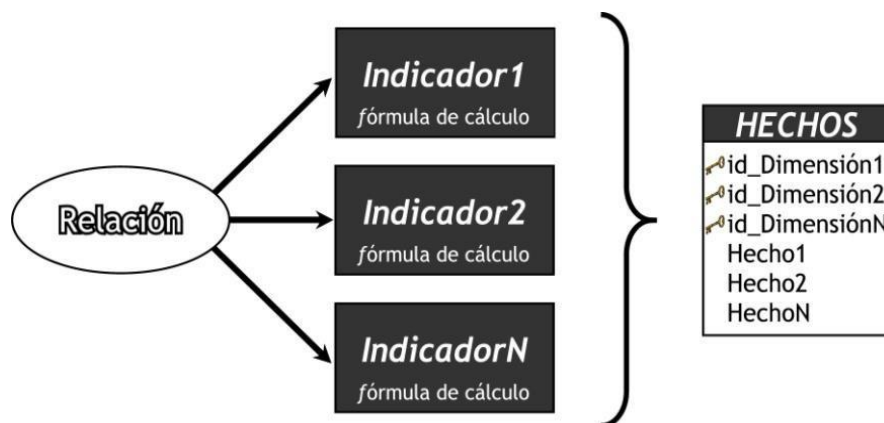 Relación
Indicador1
fórmula de cálculo
Indicador2
fórmula de cálculo
IndicadorN
fórmula de cálculo
HECHOS
id_Dimensión1
id_Dimensión2
id_DimensiónN
Hecho1
Hecho2
HechoN